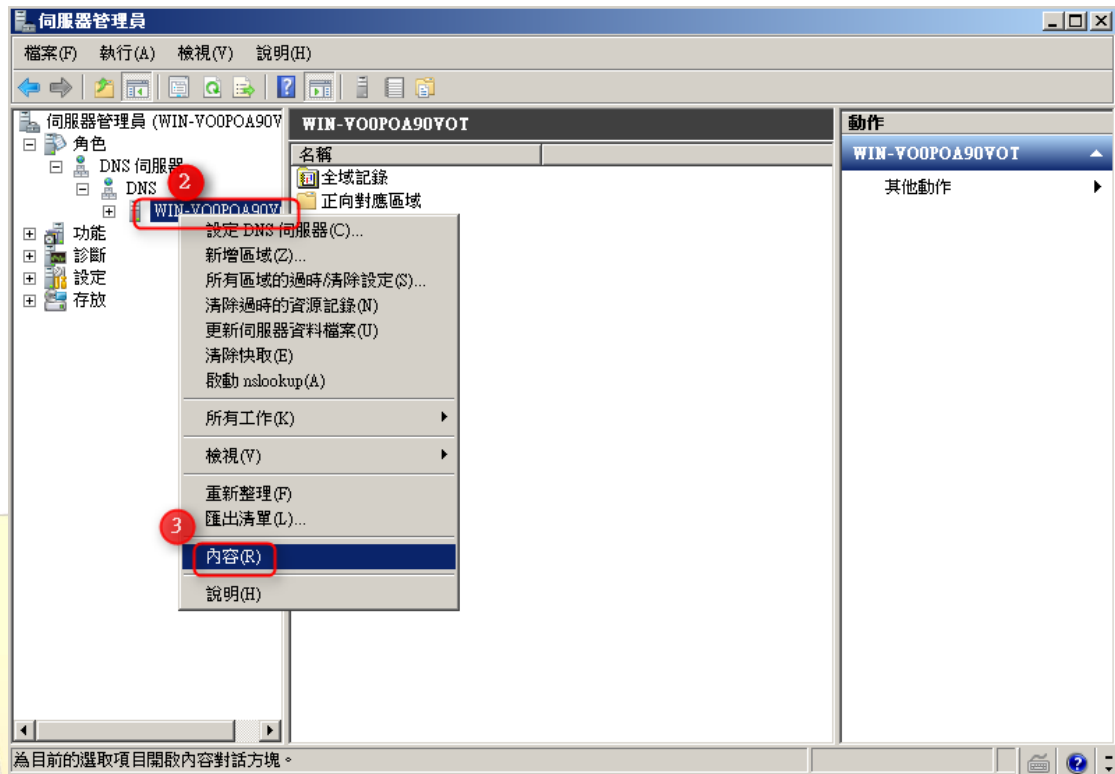 伺服器管理員
檔案(F) 執行(A) 檢視(V) 說明(H)
伺服器管理員 (WIN-VO0POA90V
角色
DNS 伺服器
DNS
2
WIN-VO0POA90V
功能
診斷
設定
存放
設定 DNS 伺服器(C)...
新增區域(Z)...
所有區域的過時/清除設定(S)...
清除過時的資源記錄(N)
更新伺服器資料檔案(U)
清除快取(E)
啟動 nslookup(A)
所有工作(K)
檢視(V)
重新整理(F)
匯出清單(L)...
3
內容(R)
說明(H)
WIN-VO0POA90VOT
名稱
全域記錄
正向對應區域
動作
WIN-VO0POA90VOT
其他動作
為目前的選取項目開啟內容對話方塊。